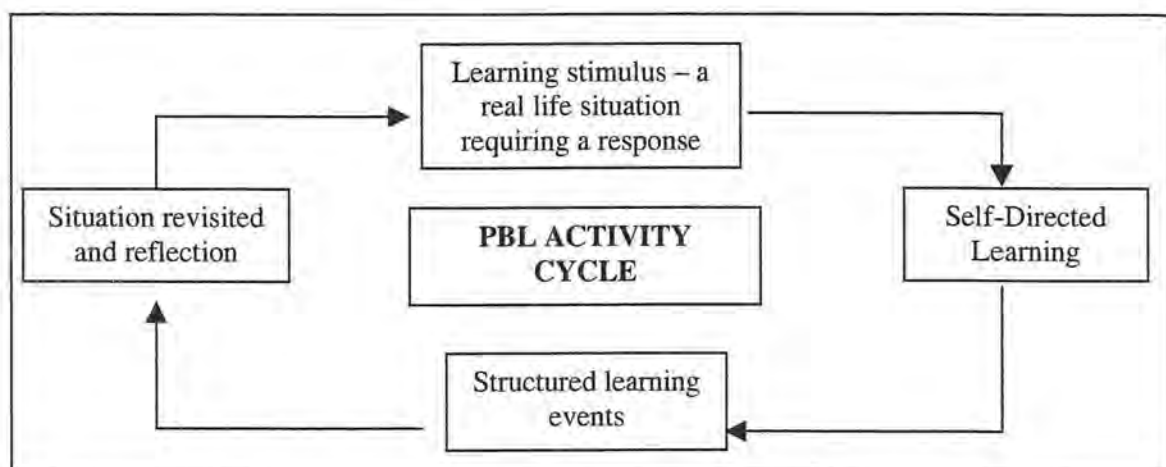 Learning stimulus – a
real life situation
requiring a response
Situation revisited
and reflection
PBL ACTIVITY
CYCLE
Self-Directed
Learning
Structured learning
events